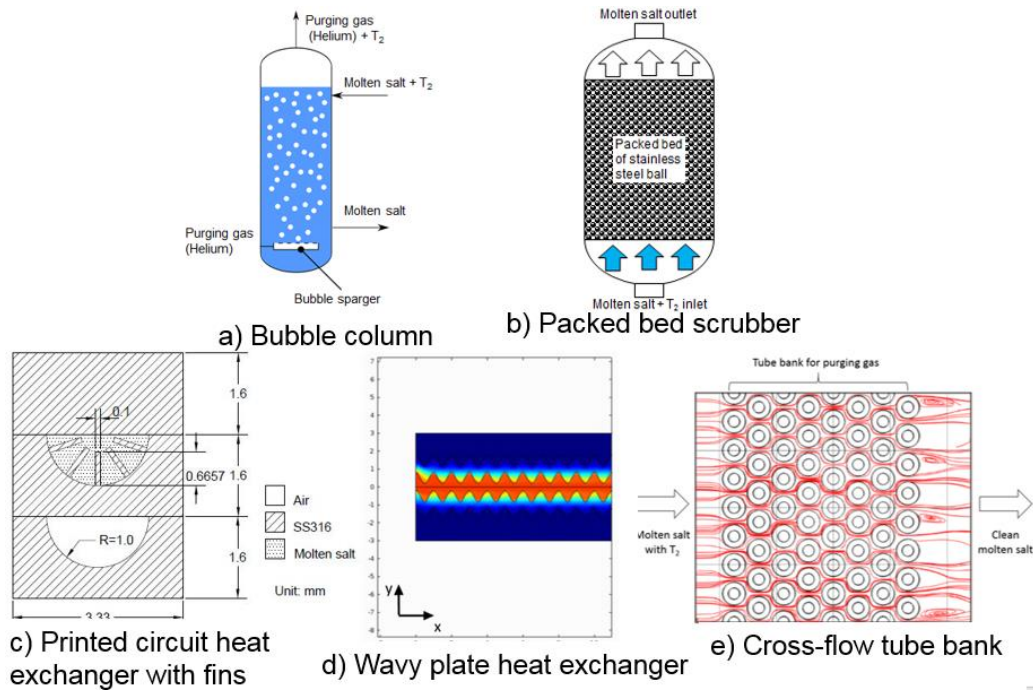 Purging gas
(Helium) + T2
Molten salt + T2
Molten salt
Purging gas
(Helium)
Bubble sparger
a) Bubble column
Molten salt outlet
Packed bed
of stainless
steel ball
Molten salt + T2 inlet
b) Packed bed scrubber
0.1
1.6
0.6657
1.6
R=1.0
1.6
3.33
Air
SS316
Molten salt
Unit: mm
c) Printed circuit heat
exchanger with fins
7
6
5
4
3
2
1
0
-1
-2
-3
-4
-5
-6
-7
-8
y
x
d) Wavy plate heat exchanger
Tube bank for purging gas
Molten salt
with T2
Clean
molten salt
e) Cross-flow tube bank